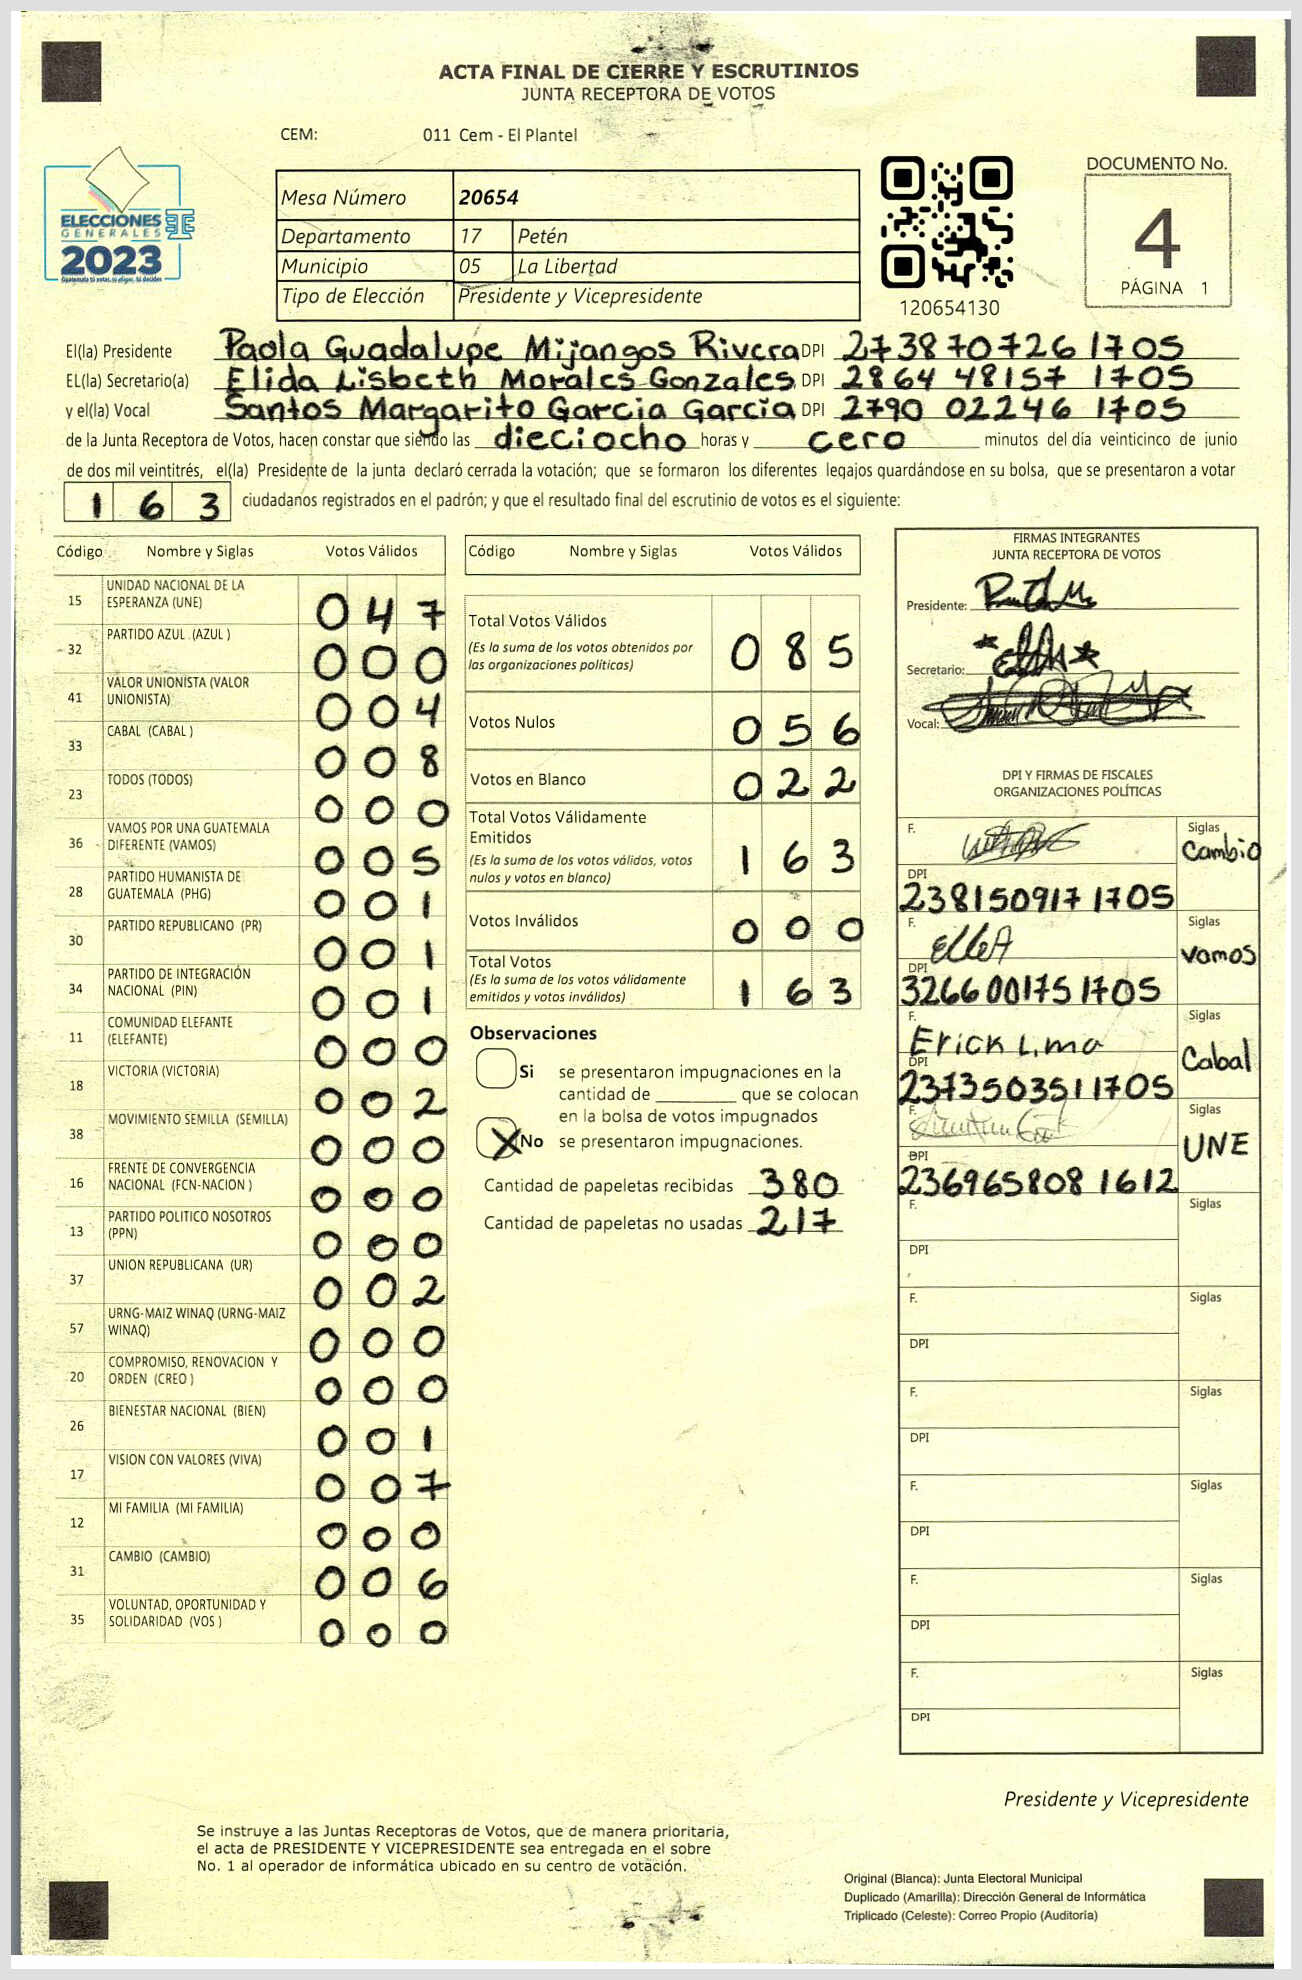 ACTA FINAL DE CIERRE Y ESCRUTINIOS
JUNTA RECEPTORA DE VOTOS
CEM: 011 Cem - El Plantel
DOCUMENTO No.
4
PÁGINA 1
ELECCIONES
GENERALES
2023
Guatemala tú votas, tú eliges, tú decides
Mesa Número 20654
Departamento 17 Petén
Municipio 05 La Libertad
Tipo de Elección Presidente y Vicepresidente
120654130
El(la) Presidente Paola Guadalupe Mijangos Rivera DPI 273870726 1705
EL(la) Secretario(a) Elida Lisbeth Morales Gonzales DPI 2864 48157 1705
y el(la) Vocal Santos Margarito Garcia Garcia DPI 2790 02246 1705
de la Junta Receptora de Votos, hacen constar que siendo las dieciocho horas y cero minutos del día veinticinco de junio
de dos mil veintitrés, el(la) Presidente de la junta declaró cerrada la votación; que se formaron los diferentes legajos quardándose en su bolsa, que se presentaron a votar
1 6 3 ciudadanos registrados en el padrón; y que el resultado final del escrutinio de votos es el siguiente:
Código Nombre y Siglas Votos Válidos
15 UNIDAD NACIONAL DE LA ESPERANZA (UNE) 0 4 7
32 PARTIDO AZUL (AZUL ) 0 0 0
41 VALOR UNIONISTA (VALOR UNIONISTA) 0 0 4
33 CABAL (CABAL ) 0 0 8
23 TODOS (TODOS) 0 0 0
36 VAMOS POR UNA GUATEMALA DIFERENTE (VAMOS) 0 0 5
28 PARTIDO HUMANISTA DE GUATEMALA (PHG) 0 0 1
30 PARTIDO REPUBLICANO (PR) 0 0 1
34 PARTIDO DE INTEGRACIÓN NACIONAL (PIN) 0 0 1
11 COMUNIDAD ELEFANTE (ELEFANTE) 0 0 0
18 VICTORIA (VICTORIA) 0 0 2
38 MOVIMIENTO SEMILLA (SEMILLA) 0 0 0
16 FRENTE DE CONVERGENCIA NACIONAL (FCN-NACION ) 0 0 0
13 PARTIDO POLITICO NOSOTROS (PPN) 0 0 0
37 UNION REPUBLICANA (UR) 0 0 2
57 URNG-MAIZ WINAQ (URNG-MAIZ WINAQ) 0 0 0
20 COMPROMISO, RENOVACION Y ORDEN (CREO ) 0 0 0
26 BIENESTAR NACIONAL (BIEN) 0 0 1
17 VISION CON VALORES (VIVA) 0 0 7
12 MI FAMILIA (MI FAMILIA) 0 0 0
31 CAMBIO (CAMBIO) 0 0 6
35 VOLUNTAD, OPORTUNIDAD Y SOLIDARIDAD (VOS ) 0 0 0
Código Nombre y Siglas Votos Válidos
Total Votos Válidos 0 8 5
(Es la suma de los votos obtenidos por
las organizaciones políticas)
Votos Nulos 0 5 6
Votos en Blanco 0 2 2
Total Votos Válidamente
Emitidos 1 6 3
(Es la suma de los votos válidos, votos
nulos y votos en blanco)
Votos Inválidos 0 0 0
Total Votos 1 6 3
(Es la suma de los votos válidamente
emitidos y votos inválidos)
Observaciones
Si se presentaron impugnaciones en la
cantidad de ________ que se colocan
en la bolsa de votos impugnados
X No se presentaron impugnaciones.
Cantidad de papeletas recibidas 380
Cantidad de papeletas no usadas 217
FIRMAS INTEGRANTES
JUNTA RECEPTORA DE VOTOS
Presidente:
Secretario:
Vocal:
DPI Y FIRMAS DE FISCALES
ORGANIZACIONES POLÍTICAS
F. Siglas Cambio
DPI 238150917 1705
F. Siglas Vamos
DPI 326600175 1705
F. Erick Lima Siglas Cabal
DPI 237350351 1705
F. Siglas UNE
DPI 236965808 1612
F. Siglas
DPI
F. Siglas
DPI
F. Siglas
DPI
F. Siglas
DPI
F. Siglas
DPI
F. Siglas
DPI
Presidente y Vicepresidente
Se instruye a las Juntas Receptoras de Votos, que de manera prioritaria,
el acta de PRESIDENTE Y VICEPRESIDENTE sea entregada en el sobre
No. 1 al operador de informática ubicado en su centro de votación.
Original (Blanca): Junta Electoral Municipal
Duplicado (Amarilla): Dirección General de Informática
Triplicado (Celeste): Correo Propio (Auditoría)